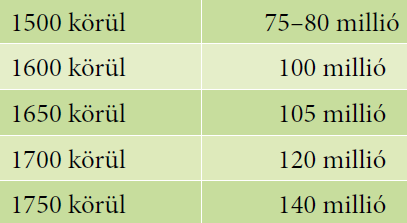 1500 körül 75–80 millió
1600 körül 100 millió
1650 körül 105 millió
1700 körül 120 millió
1750 körül 140 millió